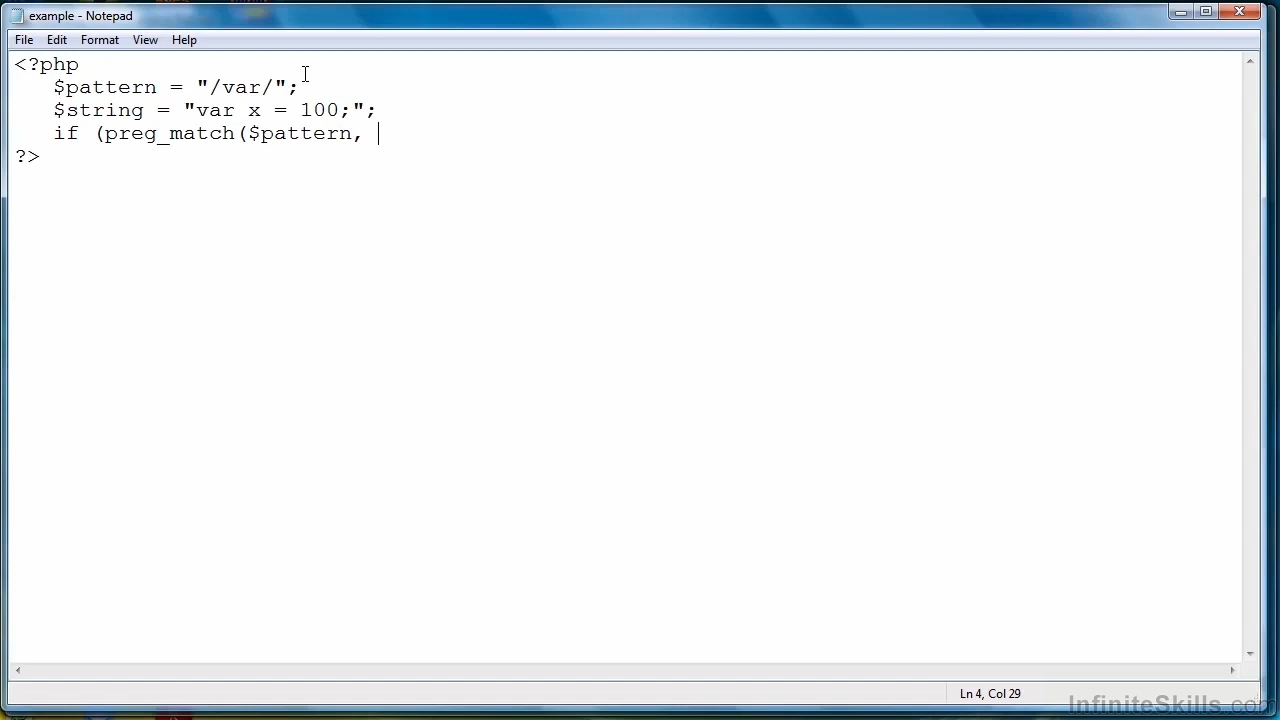 example - Notepad
File Edit Format View Help
<?php
$pattern = "/var/";
$string = "var x = 100;";
if (preg_match($pattern,
?>
Ln 4, Col 29
InfiniteSkills.com